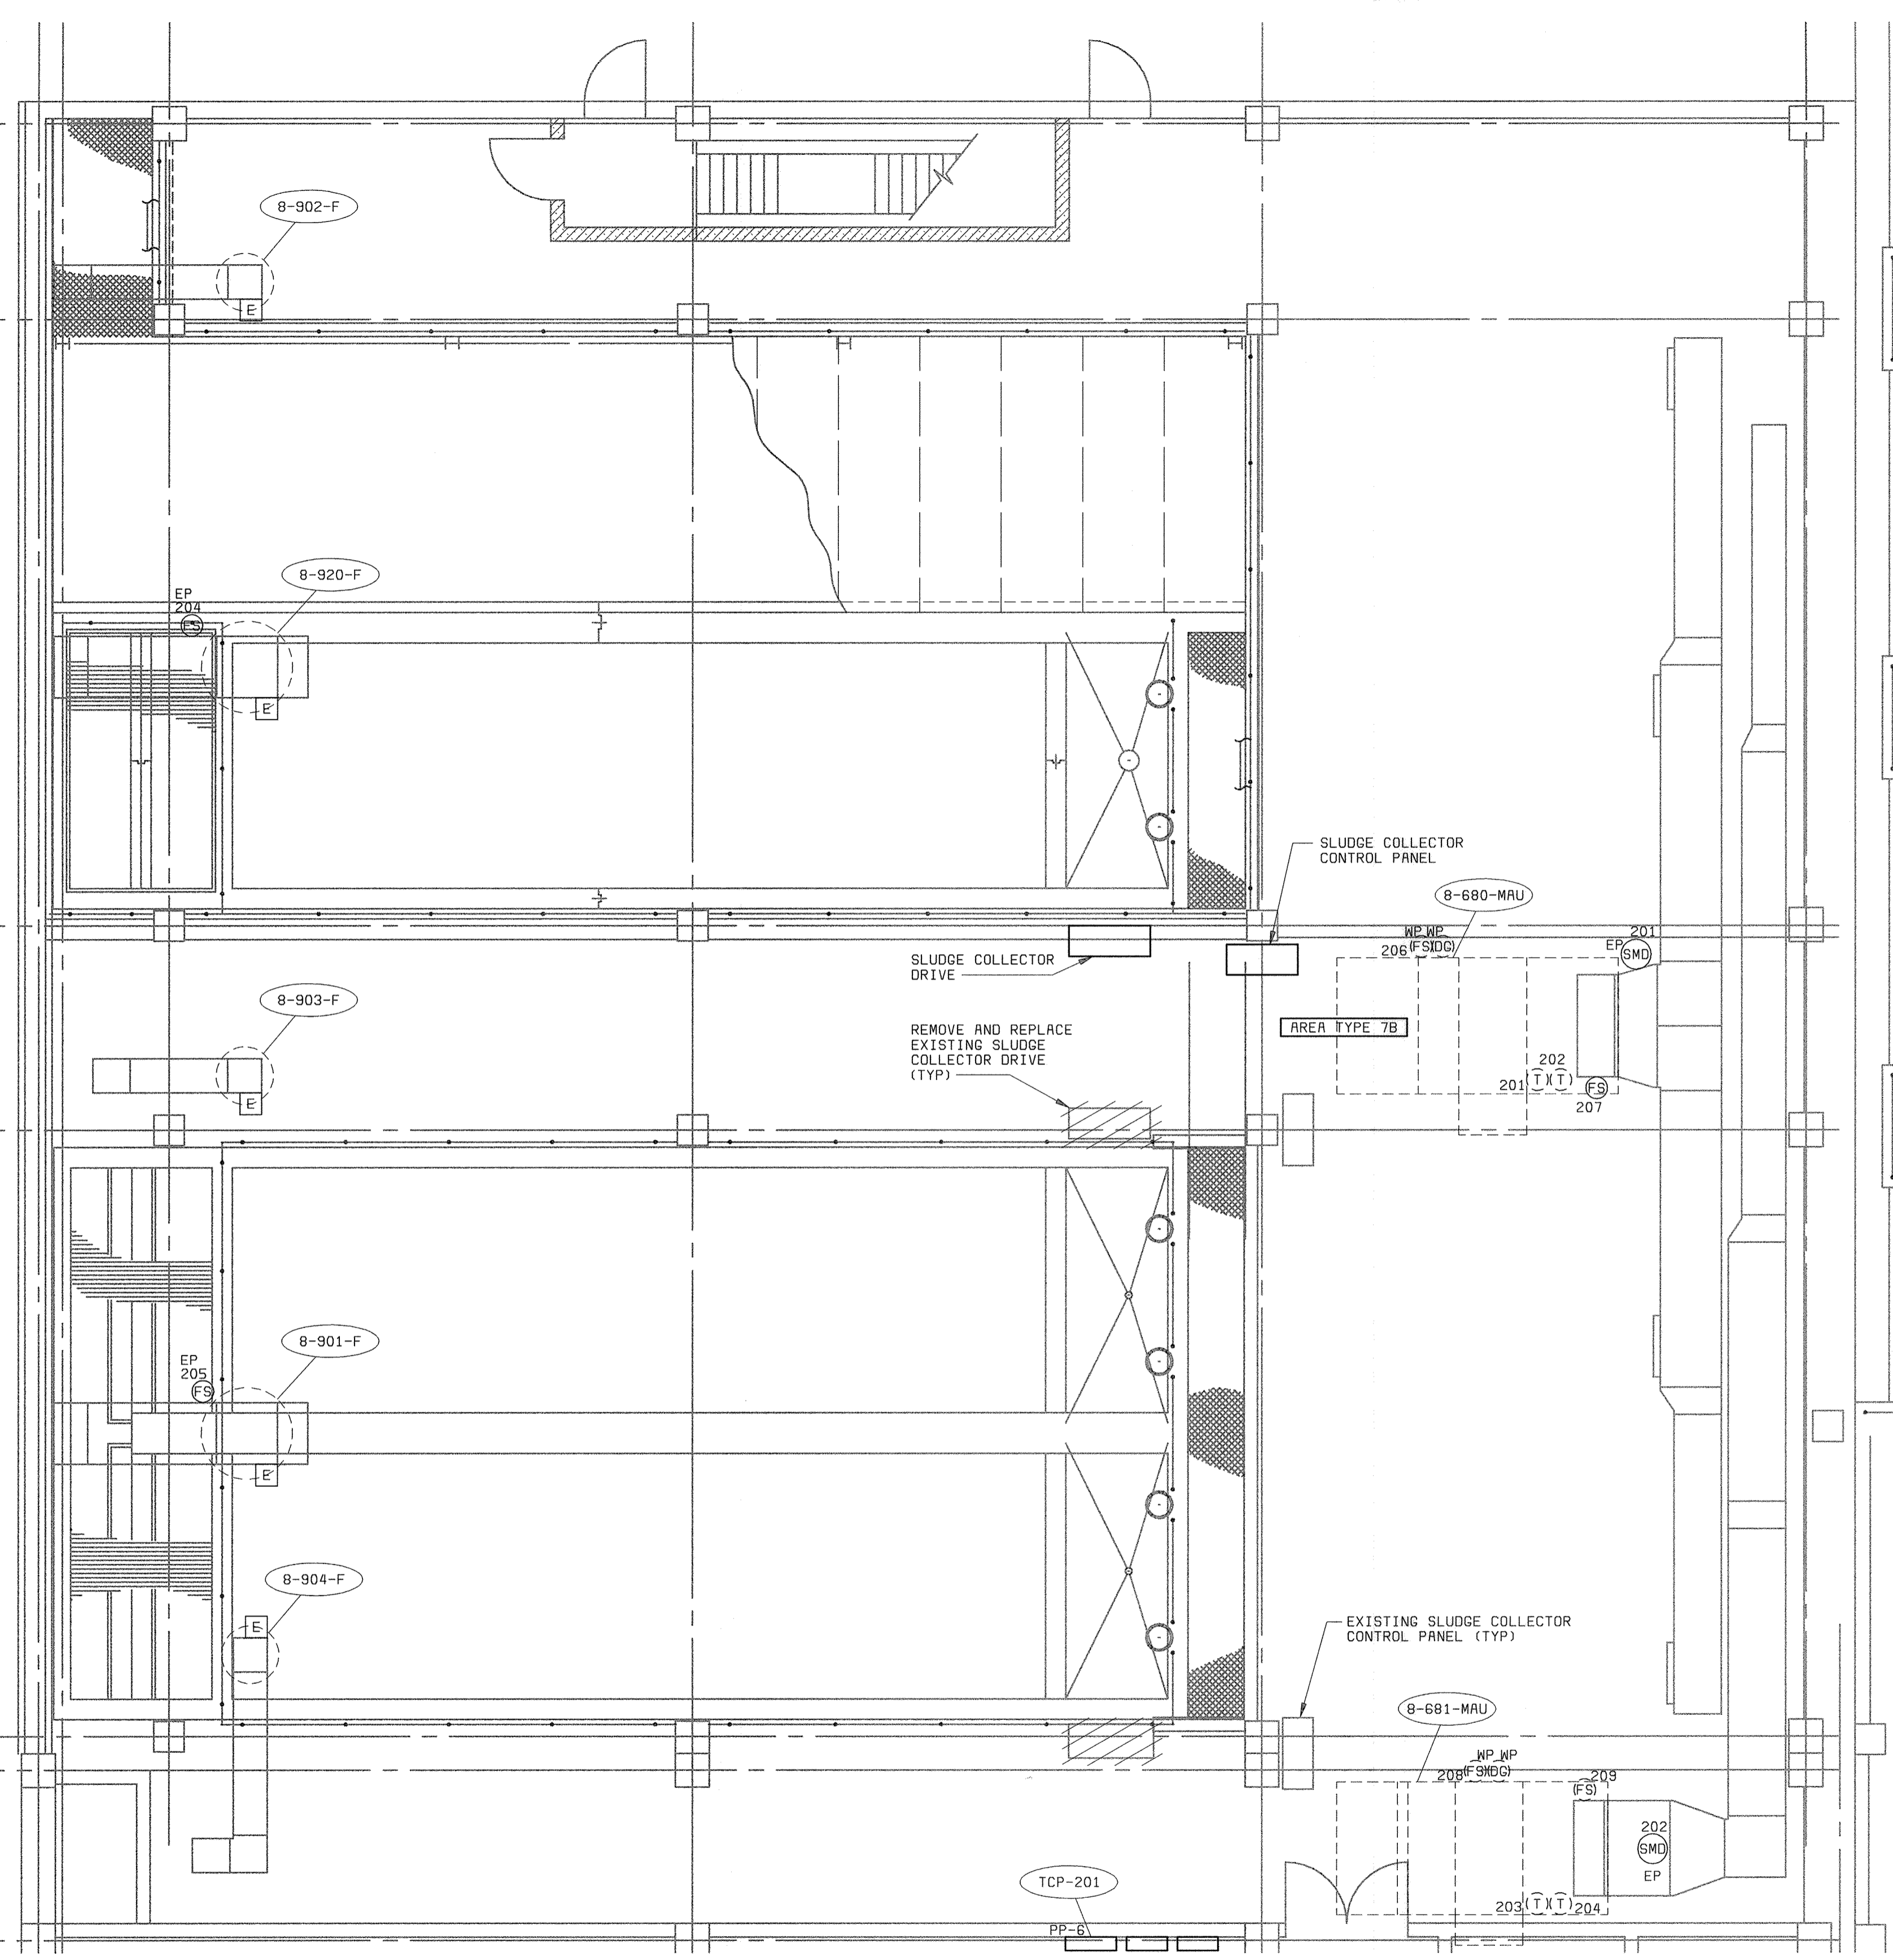 8-902-F
E
8-920-F
EP
204
FS
E
SLUDGE COLLECTOR
CONTROL PANEL
8-680-MAU
WP WP
206 (FS)(DG)
201
EP SMD
SLUDGE COLLECTOR
DRIVE
8-903-F
E
AREA TYPE 7B
REMOVE AND REPLACE
EXISTING SLUDGE
COLLECTOR DRIVE
(TYP)
202
201 (T)(T)
FS
207
8-901-F
EP
205
FS
E
8-904-F
E
EXISTING SLUDGE COLLECTOR
CONTROL PANEL (TYP)
8-681-MAU
WP WP
208 (FS)(DG)
209
(FS)
202
SMD
EP
203 (T)(T) 204
TCP-201
PP-6